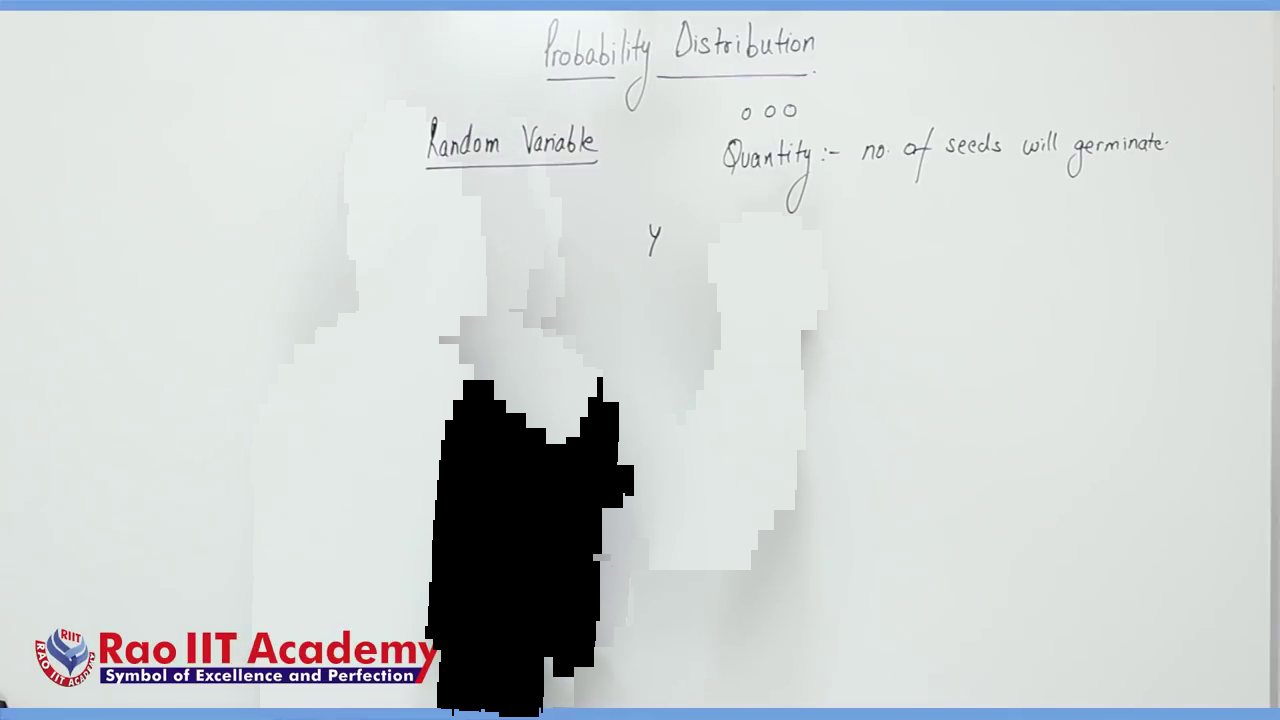 Probability Distribution
o o o
Random Variable
Quantity :- no. of seeds will germinate.
Y
RIIT
RAO IIT ACADEMY
Rao IIT Academy
Symbol of Excellence and Perfection